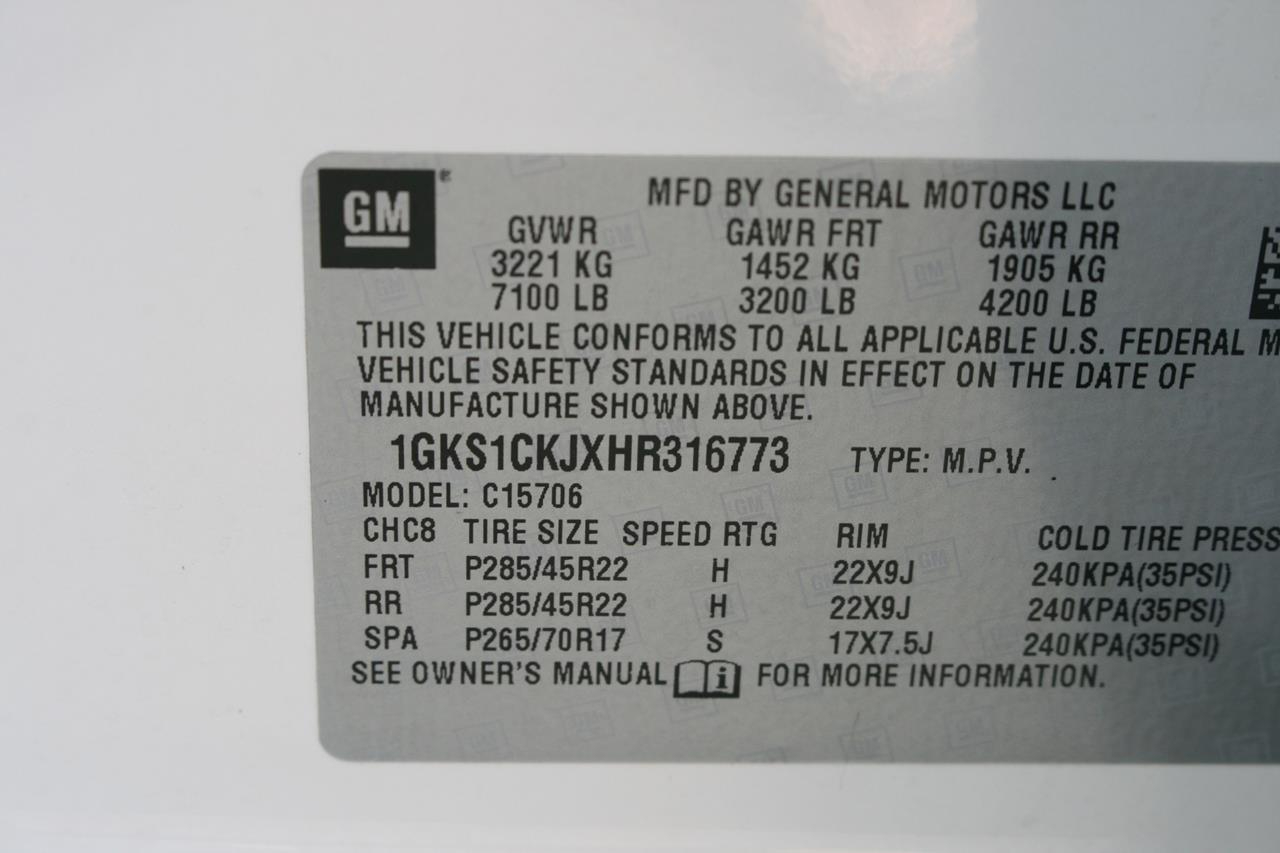 GM
MFD BY GENERAL MOTORS LLC
GVWR GAWR FRT GAWR RR
3221 KG 1452 KG 1905 KG
7100 LB 3200 LB 4200 LB
THIS VEHICLE CONFORMS TO ALL APPLICABLE U.S. FEDERAL M
VEHICLE SAFETY STANDARDS IN EFFECT ON THE DATE OF
MANUFACTURE SHOWN ABOVE.
1GKS1CKJXHR316773 TYPE: M.P.V.
MODEL: C15706
CHC8 TIRE SIZE SPEED RTG RIM COLD TIRE PRESS
FRT P285/45R22 H 22X9J 240KPA(35PSI)
RR P285/45R22 H 22X9J 240KPA(35PSI)
SPA P265/70R17 S 17X7.5J 240KPA(35PSI)
SEE OWNER'S MANUAL i FOR MORE INFORMATION.